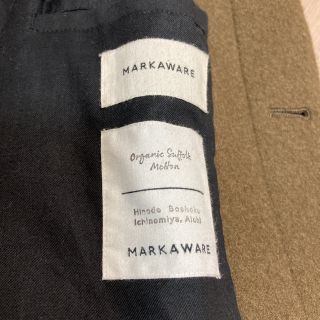 MARKAWARE
Organic Suffolk
Melton
Hinode Boshoku
Ichinomiya, Aichi
MARKAWARE